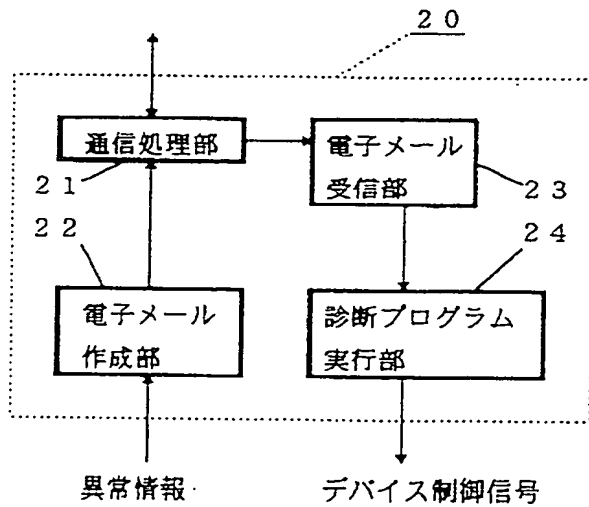 ２０
通信処理部
電子メール
受信部
２１
２３
２２
２４
電子メール
作成部
診断プログラム
実行部
異常情報
デバイス制御信号